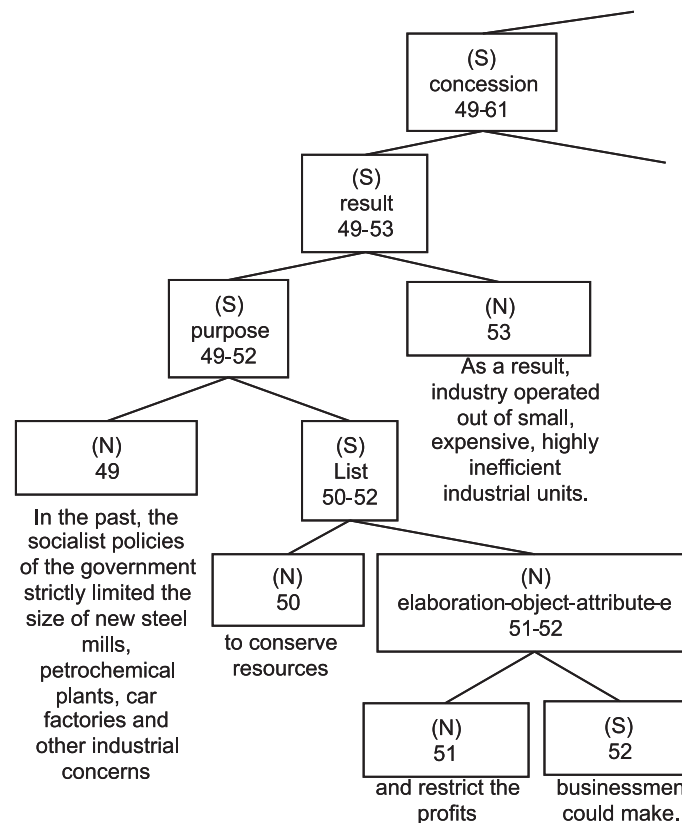 (S)
concession
49-61
(S)
result
49-53
(S)
purpose
49-52
(N)
53
As a result,
industry operated
out of small,
expensive, highly
inefficient
industrial units.
(N)
49
In the past, the
socialist policies
of the government
strictly limited the
size of new steel
mills,
petrochemical
plants, car
factories and
other industrial
concerns
(S)
List
50-52
(N)
50
to conserve
resources
(N)
elaboration-object-attribute-e
51-52
(N)
51
and restrict the
profits
(S)
52
businessmen
could make.